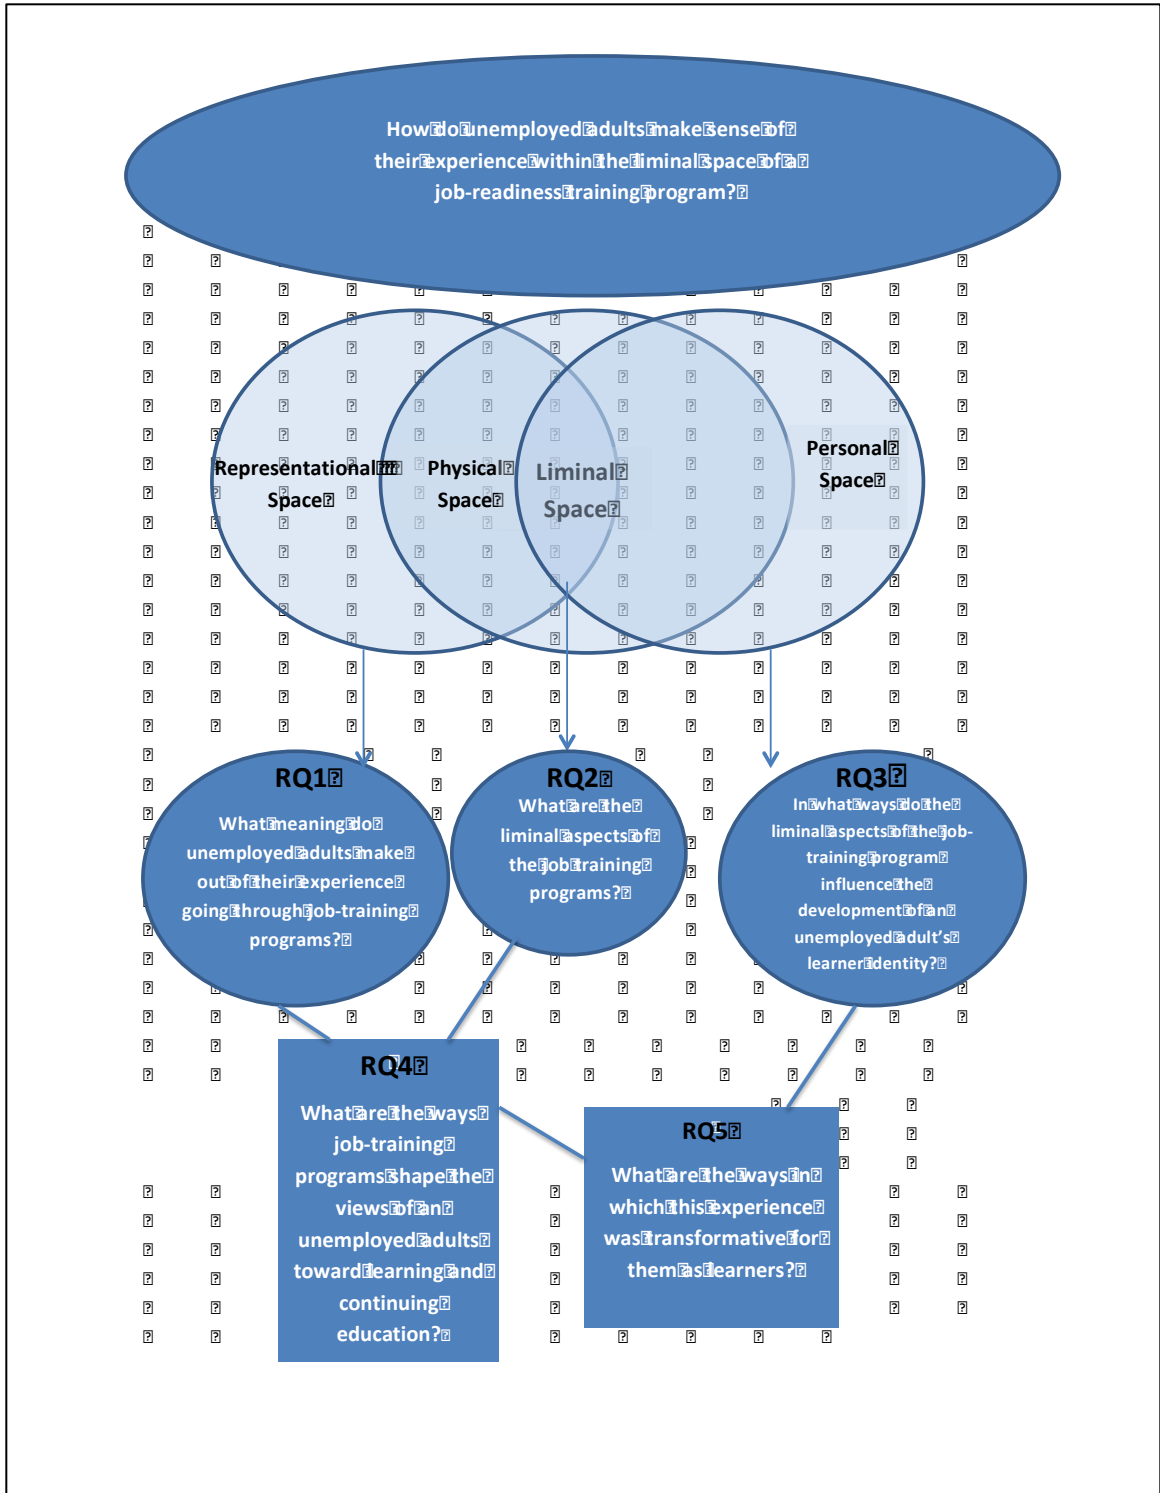 How do unemployed adults make sense of
their experience within the liminal space of a
job-readiness training program?
Representational
Space
Physical
Space
Liminal
Space
Personal
Space
RQ1
What meaning do
unemployed adults make
out of their experience
going through job-training
programs?
RQ2
What are the
liminal aspects of
the job training
programs?
RQ3
In what ways do the
liminal aspects of the job-
training program
influence the
development of an
unemployed adult's
learner identity?
RQ4
What are the ways
job-training
programs shape the
views of an
unemployed adults
toward learning and
continuing
education?
RQ5
What are the ways in
which this experience
was transformative for
them as learners?